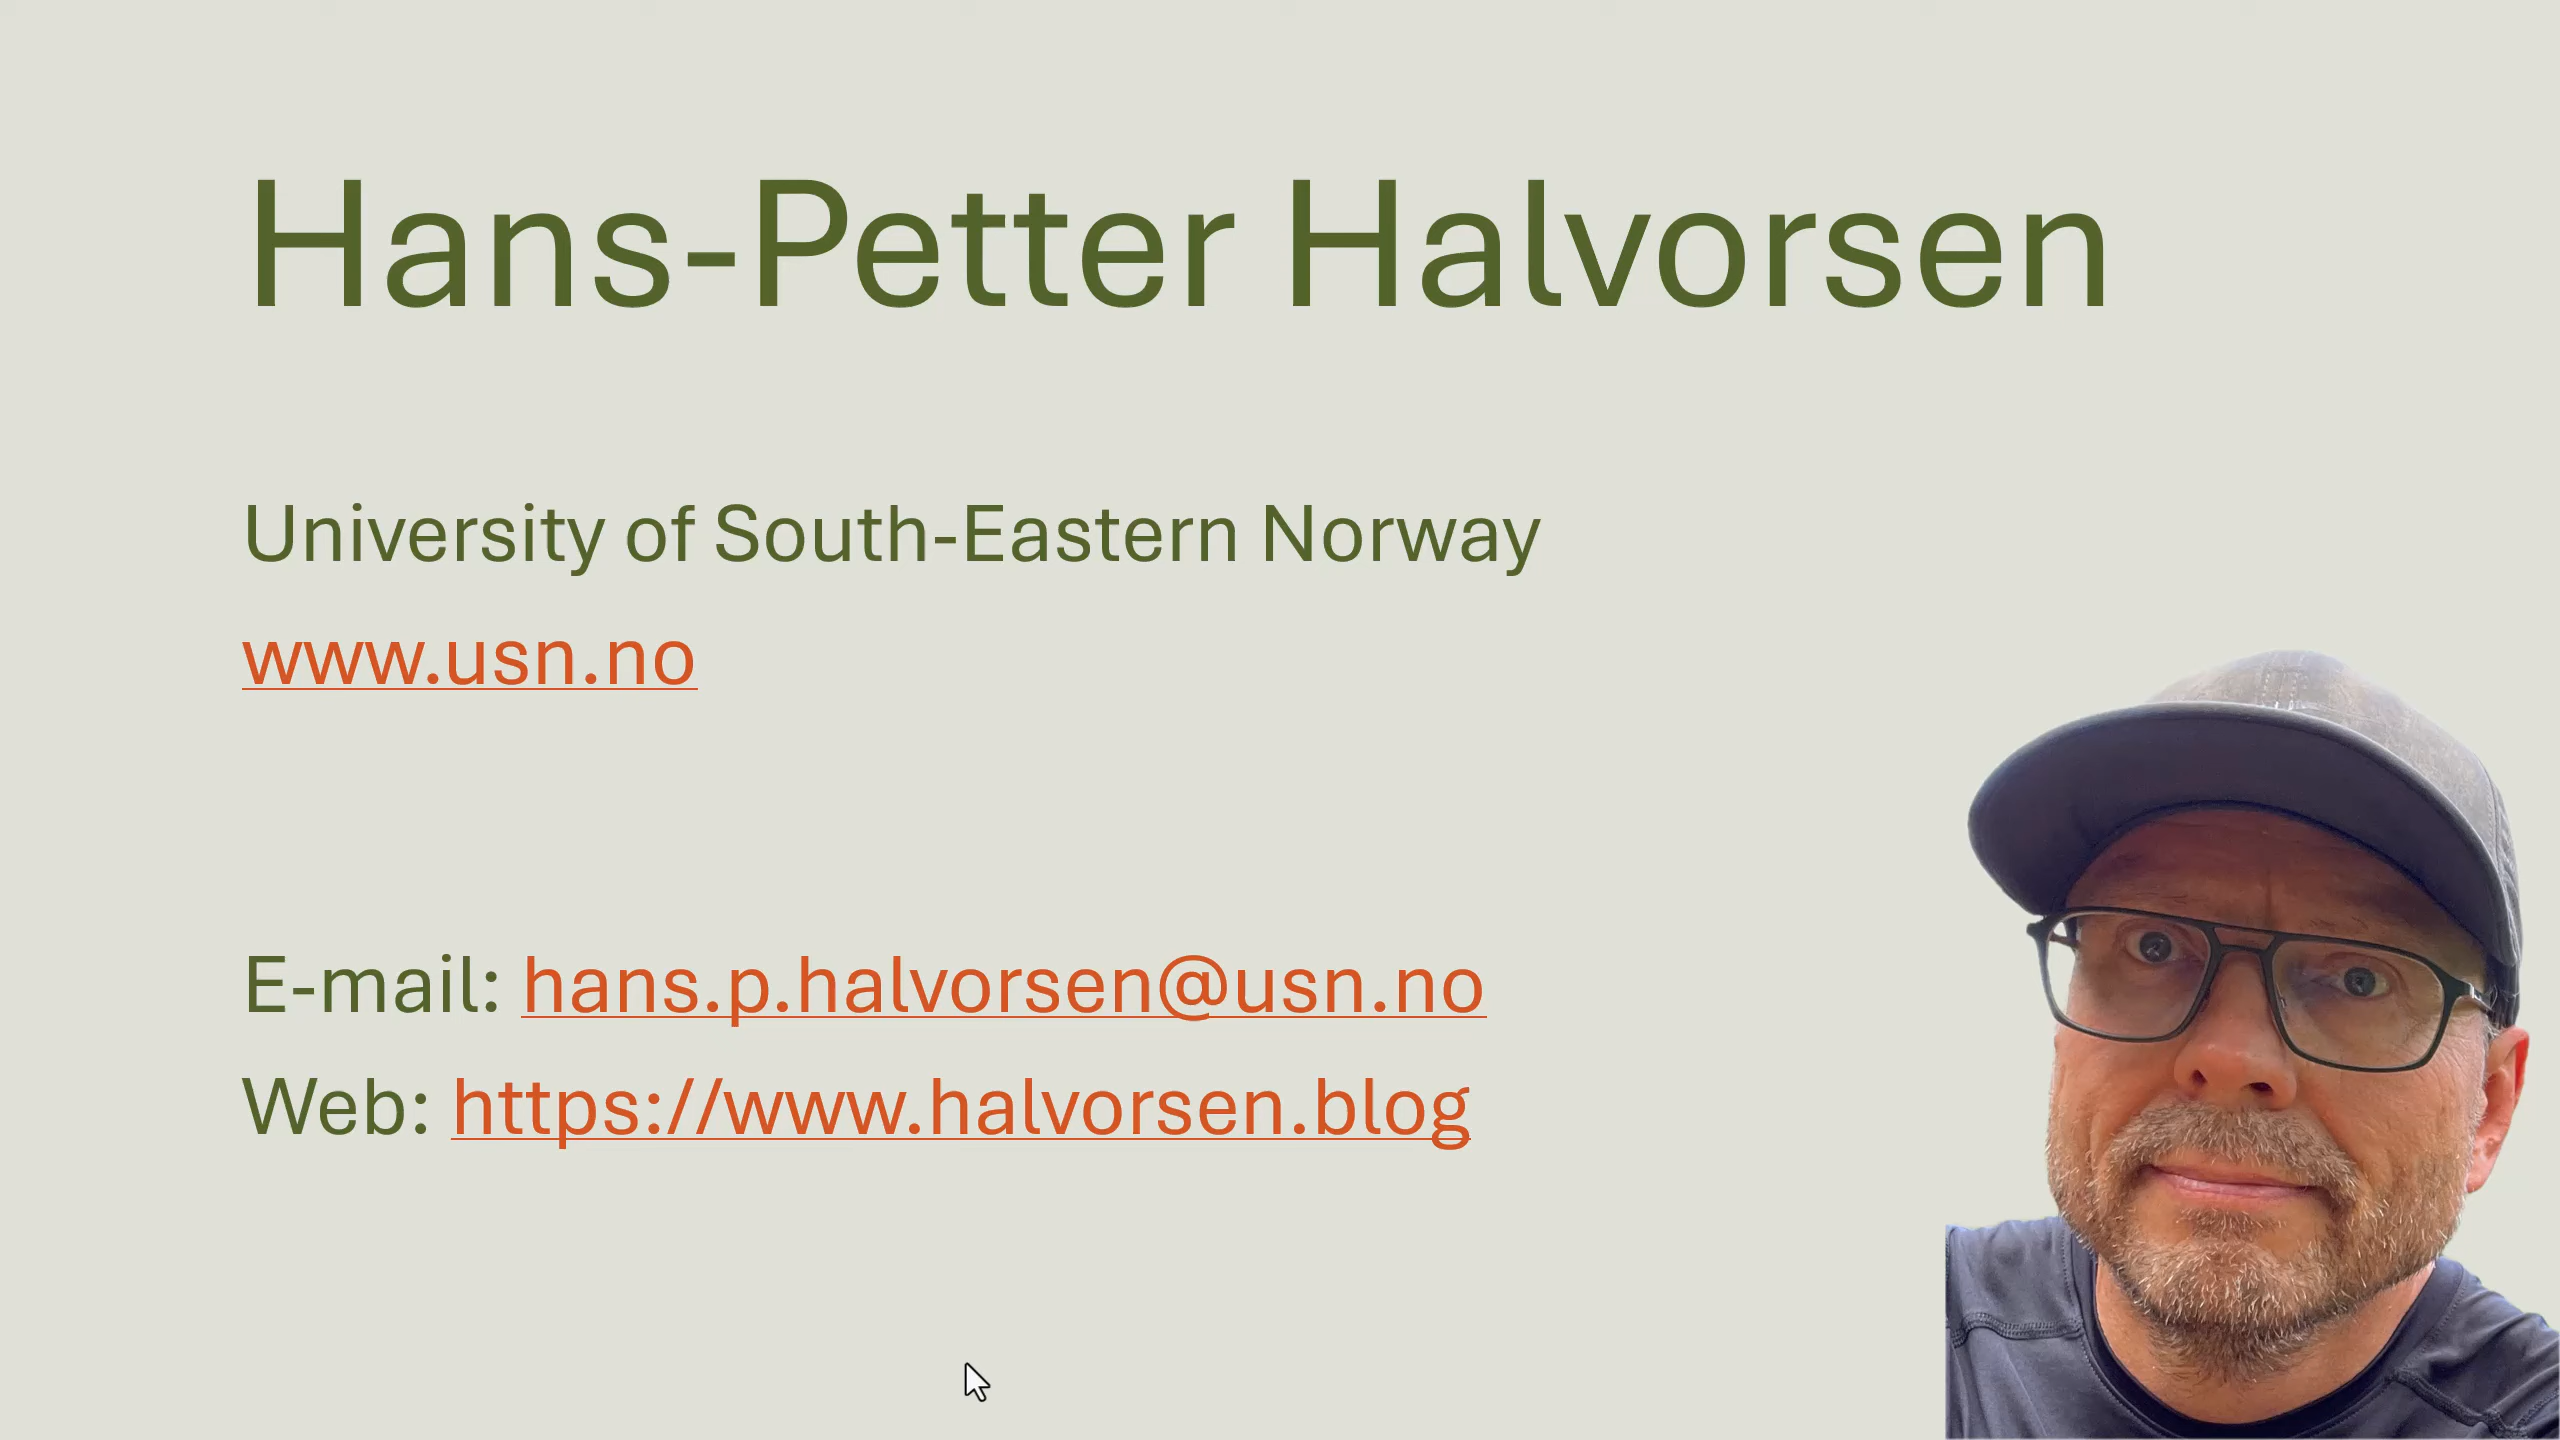 Hans-Petter Halvorsen
University of South-Eastern Norway
www.usn.no
E-mail: hans.p.halvorsen@usn.no
Web: https://www.halvorsen.blog